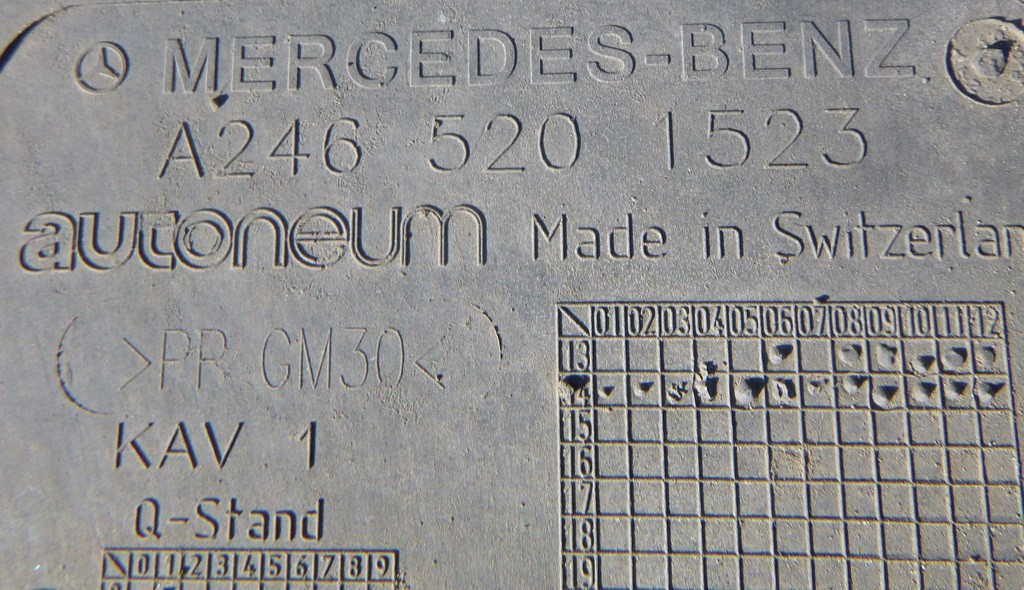 MERCEDES-BENZ
A246 520 1523
autoneum Made in Switzerlan
>PP GM30<
KAV 1
Q-Stand
0 1 2 3 4 5 6 7 8 9
01 02 03 04 05 06 07 08 09 10 11 12
13
14
15
16
17
18
19